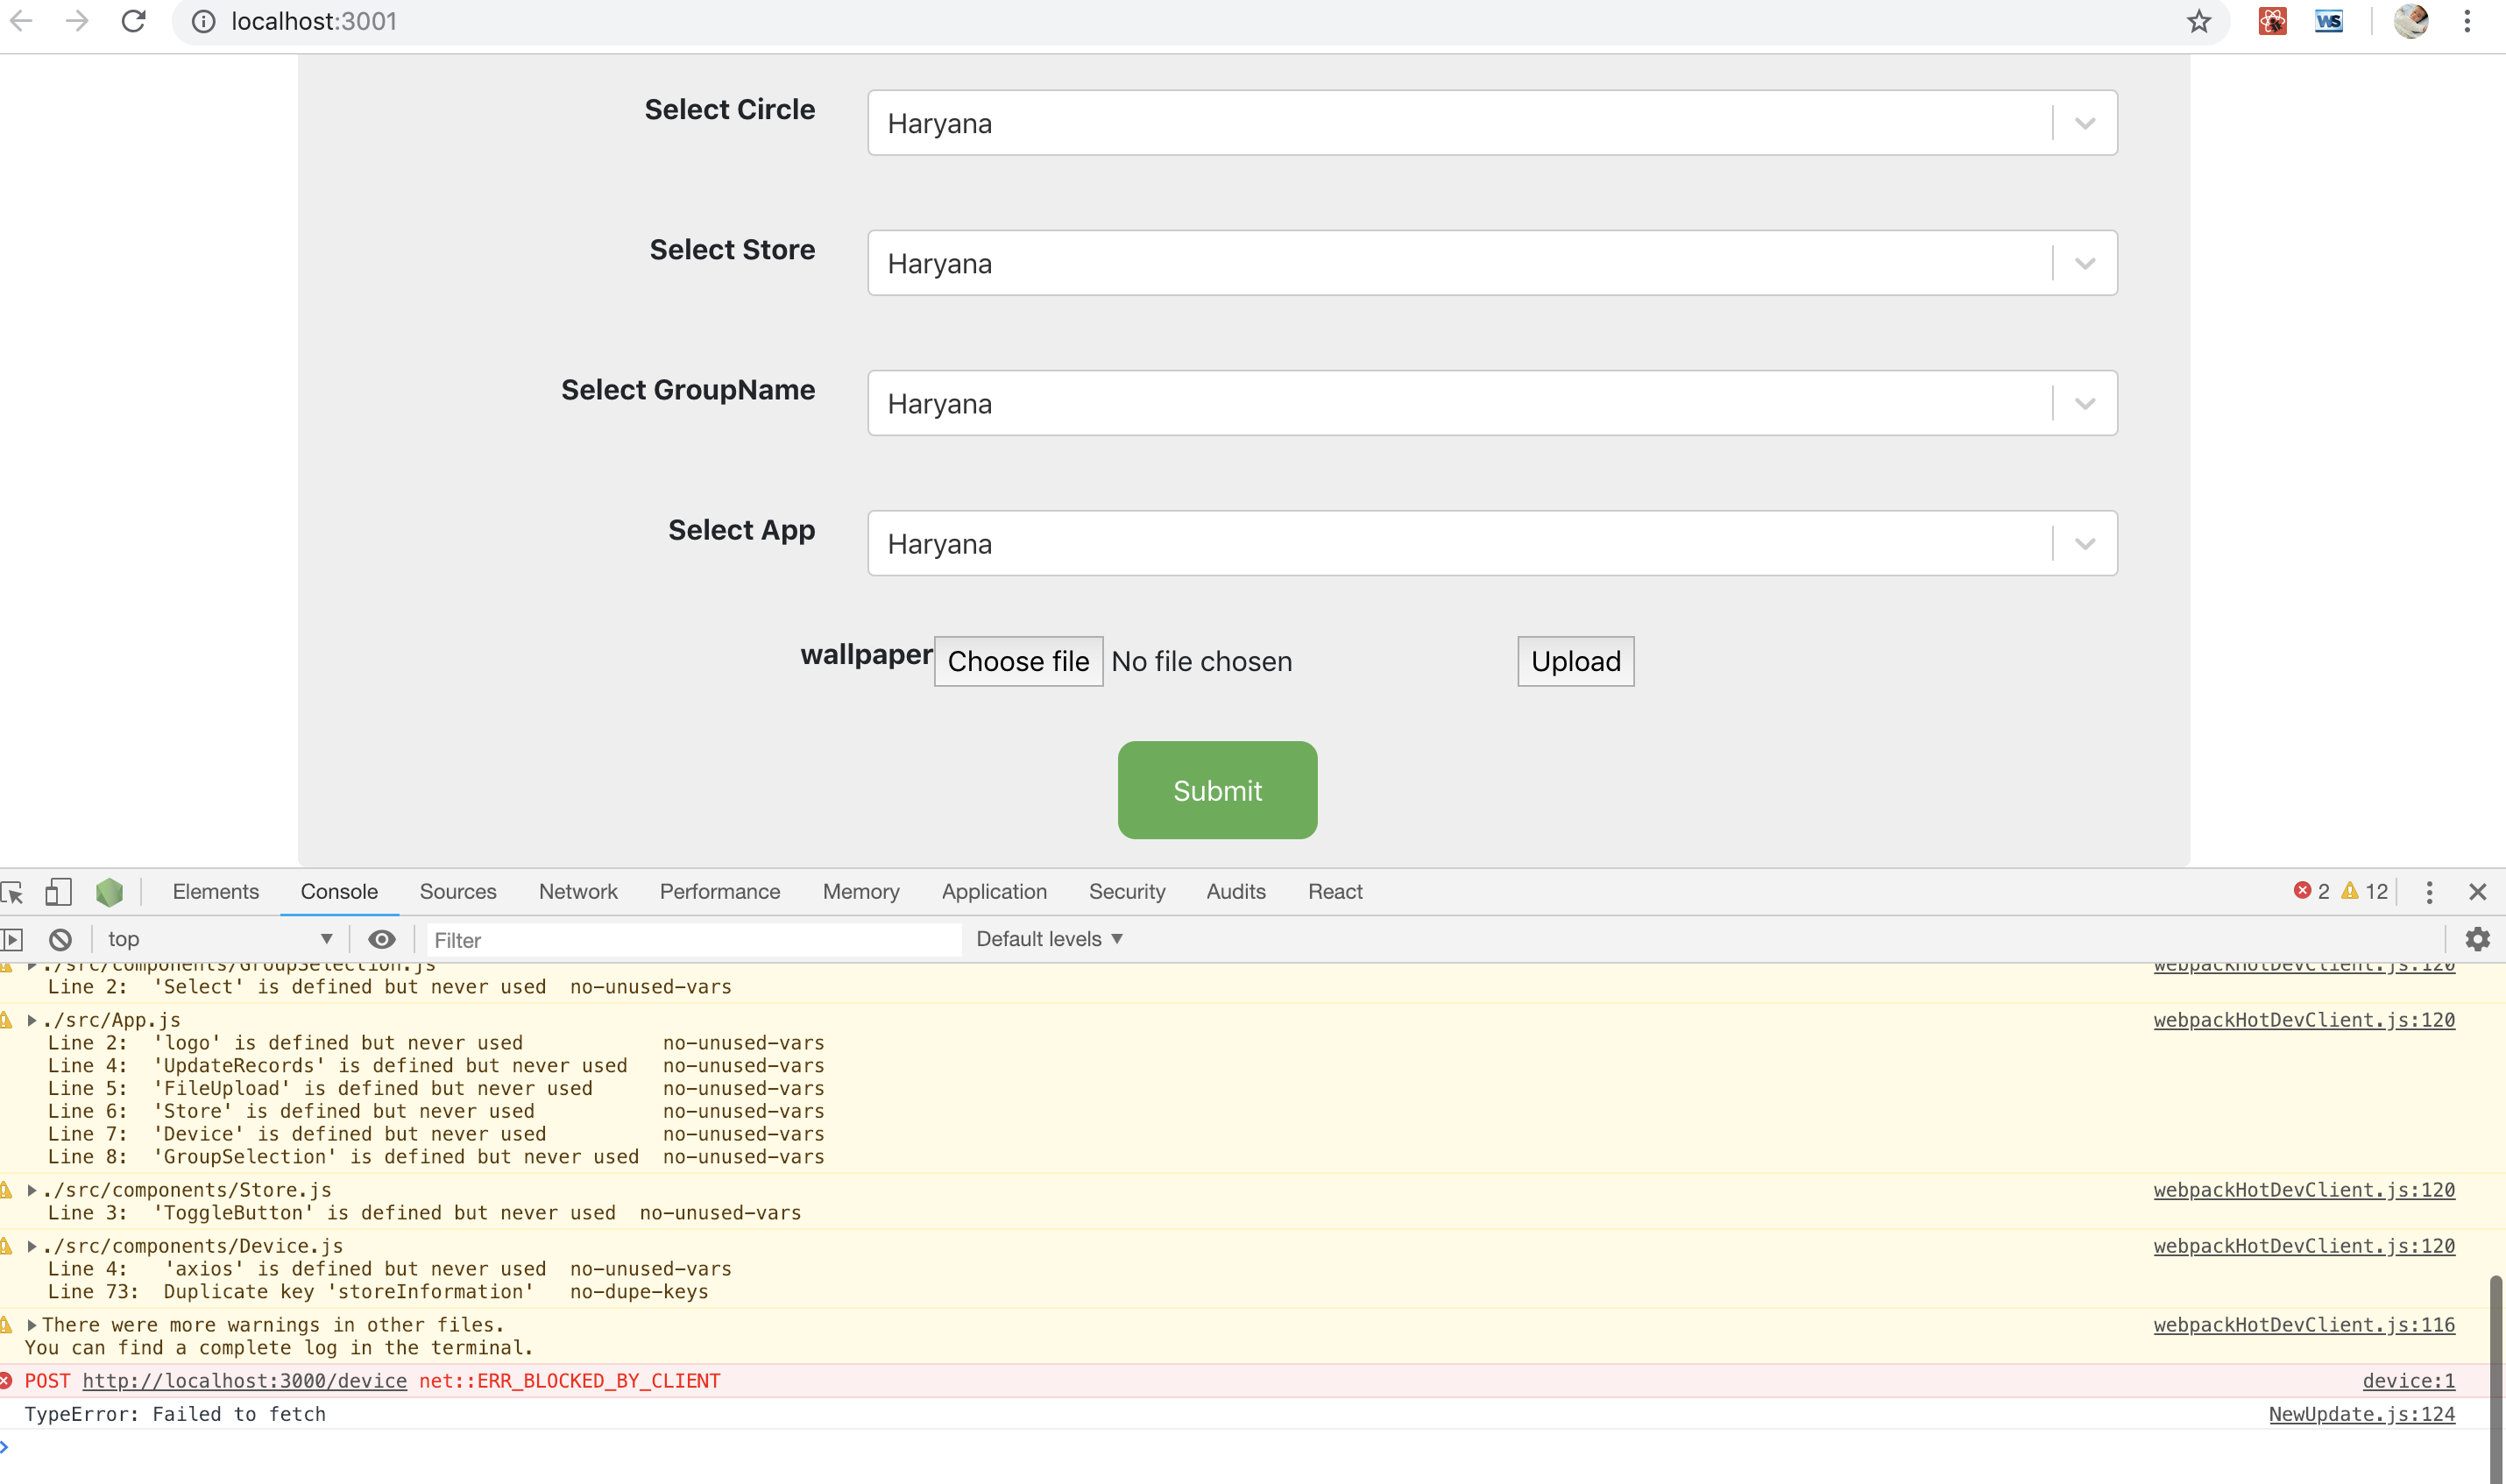 localhost:3001
WS
Select Circle Haryana
Select Store Haryana
Select GroupName Haryana
Select App Haryana
wallpaper Choose file No file chosen Upload
Submit
Elements Console Sources Network Performance Memory Application Security Audits React 2 12
top Filter Default levels
./src/components/GroupSelection.js webpackHotDevClient.js:120
Line 2: 'Select' is defined but never used no-unused-vars
./src/App.js webpackHotDevClient.js:120
Line 2: 'logo' is defined but never used no-unused-vars
Line 4: 'UpdateRecords' is defined but never used no-unused-vars
Line 5: 'FileUpload' is defined but never used no-unused-vars
Line 6: 'Store' is defined but never used no-unused-vars
Line 7: 'Device' is defined but never used no-unused-vars
Line 8: 'GroupSelection' is defined but never used no-unused-vars
./src/components/Store.js webpackHotDevClient.js:120
Line 3: 'ToggleButton' is defined but never used no-unused-vars
./src/components/Device.js webpackHotDevClient.js:120
Line 4: 'axios' is defined but never used no-unused-vars
Line 73: Duplicate key 'storeInformation' no-dupe-keys
There were more warnings in other files. webpackHotDevClient.js:116
You can find a complete log in the terminal.
POST http://localhost:3000/device net::ERR_BLOCKED_BY_CLIENT device:1
TypeError: Failed to fetch NewUpdate.js:124